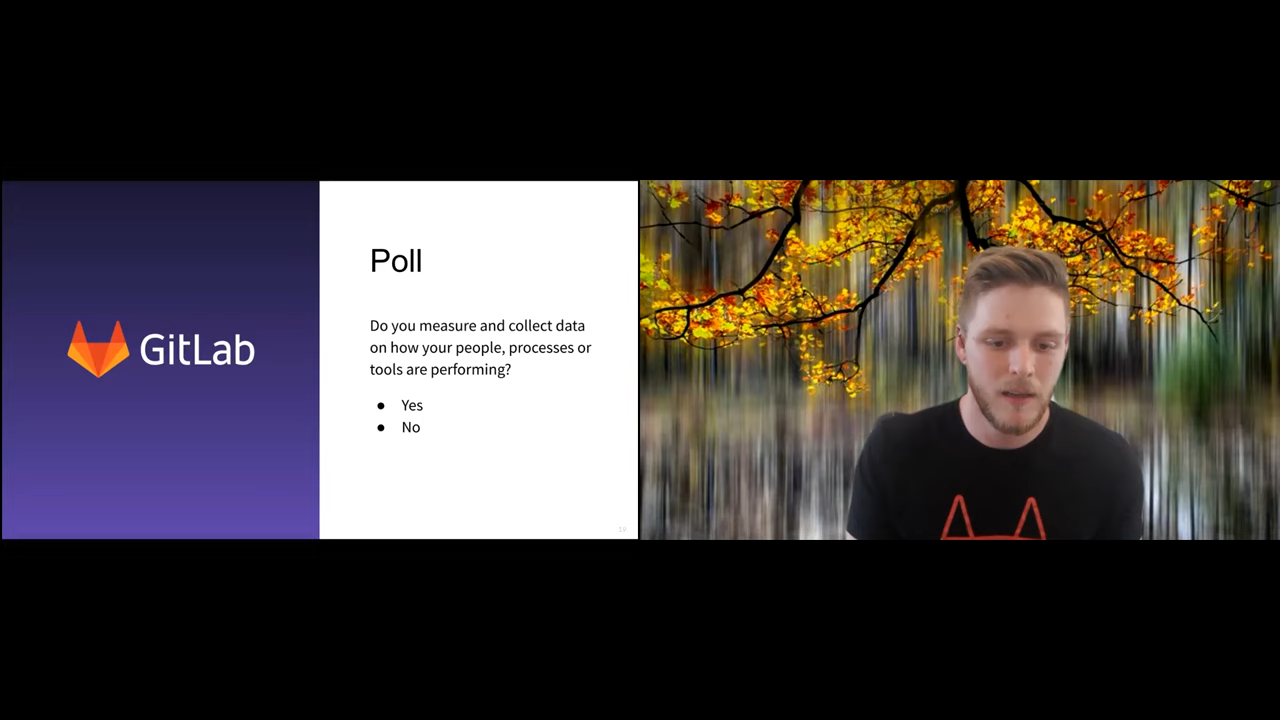 GitLab
Poll
Do you measure and collect data
on how your people, processes or
tools are performing?
● Yes
● No
19